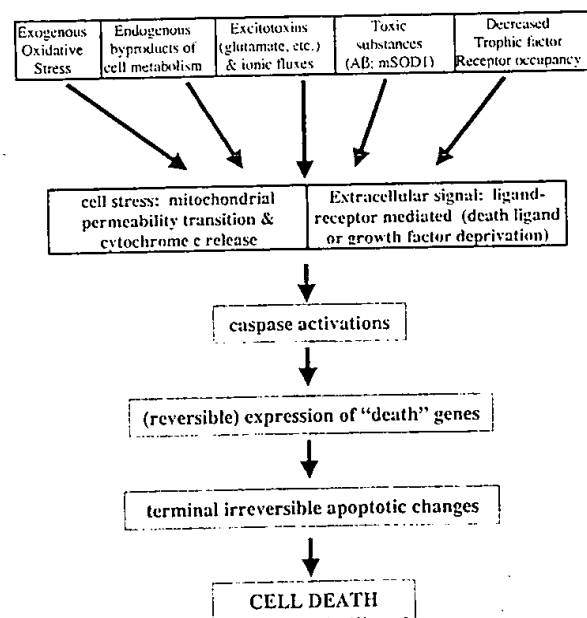 Exogenous
Oxidative
Stress
Endogenous
byproducts of
cell metabolism
Excitotoxins
(glutamate, etc.)
& ionic fluxes
Toxic
substances
(AB; mSOD1)
Decreased
Trophic factor
Receptor occupancy
cell stress: mitochondrial
permeability transition &
cytochrome c release
Extracellular signal: ligand-
receptor mediated (death ligand
or growth factor deprivation)
caspase activations
(reversible) expression of "death" genes
terminal irreversible apoptotic changes
CELL DEATH